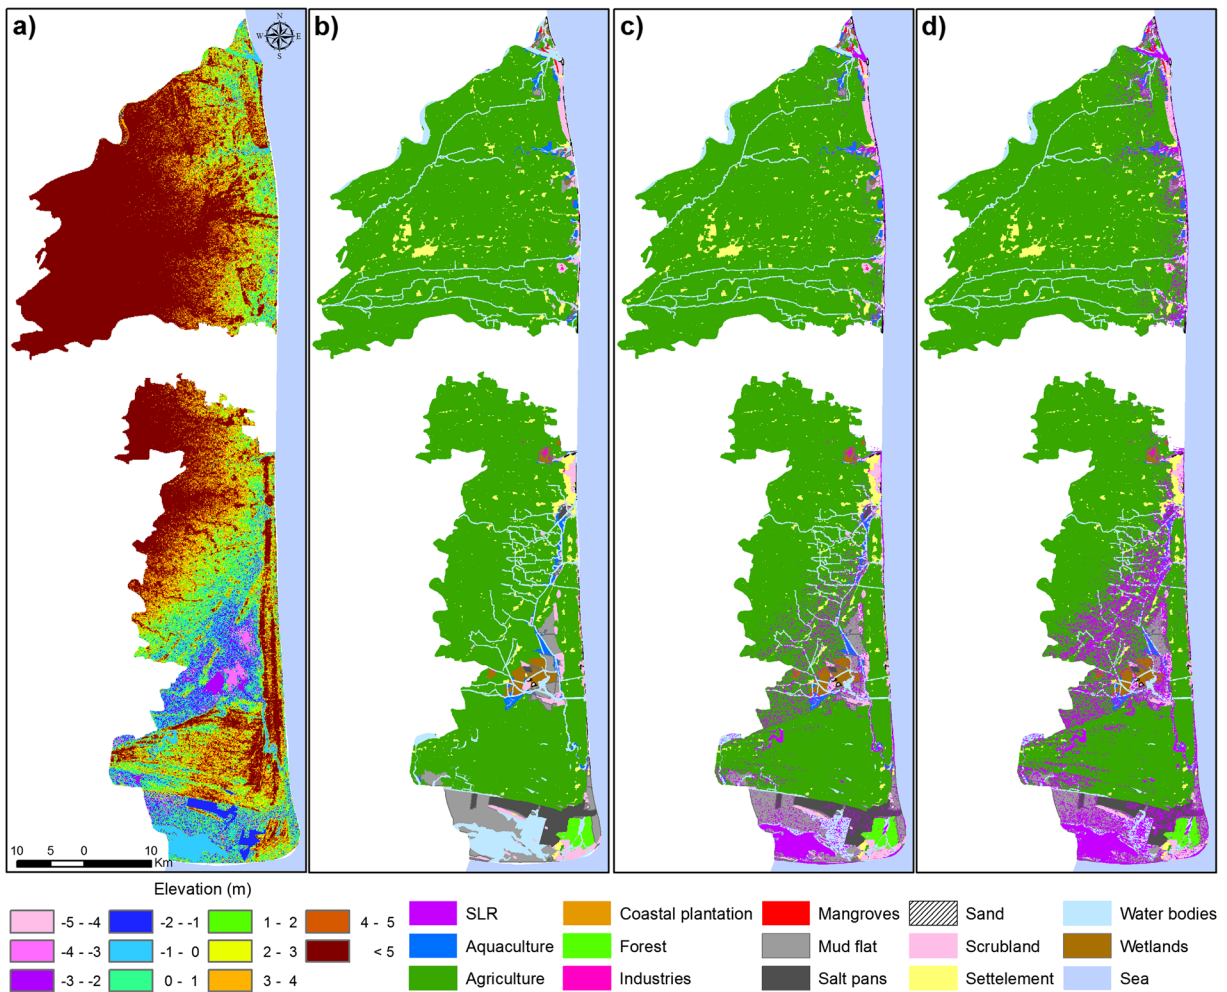 a)
N
W E
S
b)
c)
d)
10 5 0 10
Km
Elevation (m)
-5 - -4
-4 - -3
-3 - -2
-2 - -1
-1 - 0
0 - 1
1 - 2
2 - 3
3 - 4
4 - 5
< 5
SLR
Aquaculture
Agriculture
Coastal plantation
Forest
Industries
Mangroves
Mud flat
Salt pans
Sand
Scrubland
Settelement
Water bodies
Wetlands
Sea